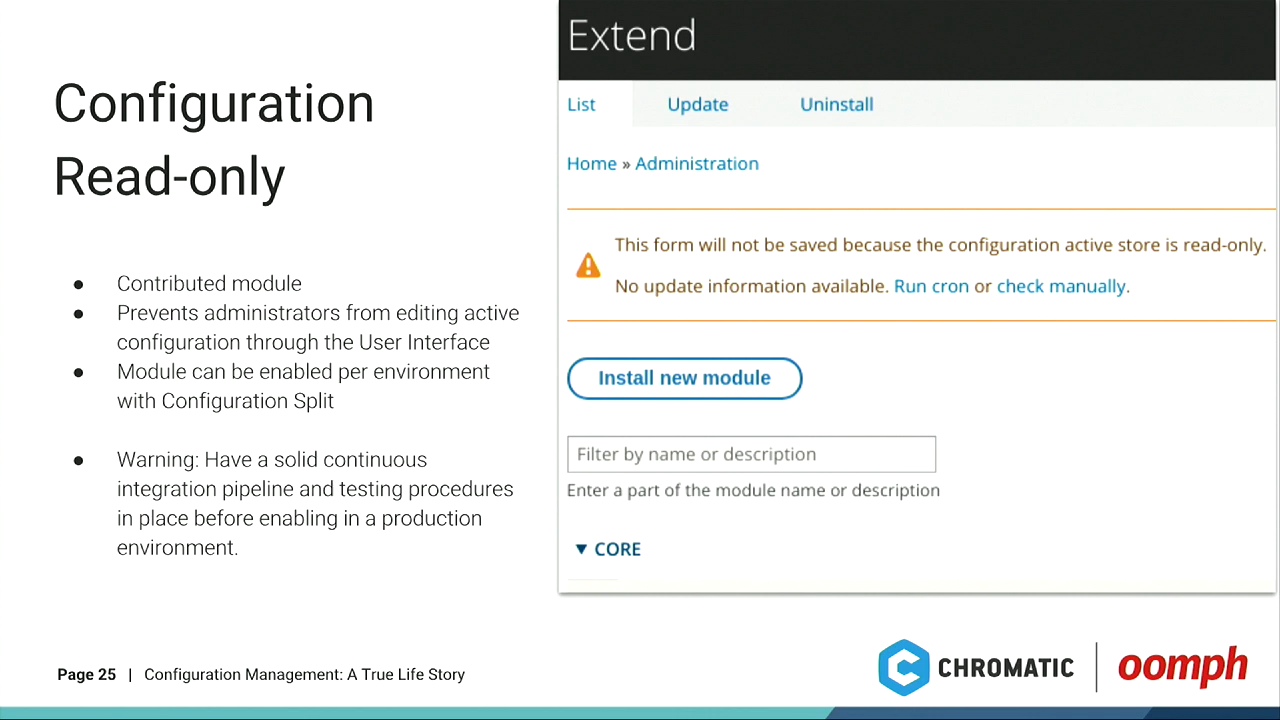 Configuration
Read-only
● Contributed module
● Prevents administrators from editing active
configuration through the User Interface
● Module can be enabled per environment
with Configuration Split
● Warning: Have a solid continuous
integration pipeline and testing procedures
in place before enabling in a production
environment.
Extend
List Update Uninstall
Home » Administration
This form will not be saved because the configuration active store is read-only.
No update information available. Run cron or check manually.
Install new module
Filter by name or description
Enter a part of the module name or description
▼ CORE
Page 25 | Configuration Management: A True Life Story
CHROMATIC | oomph